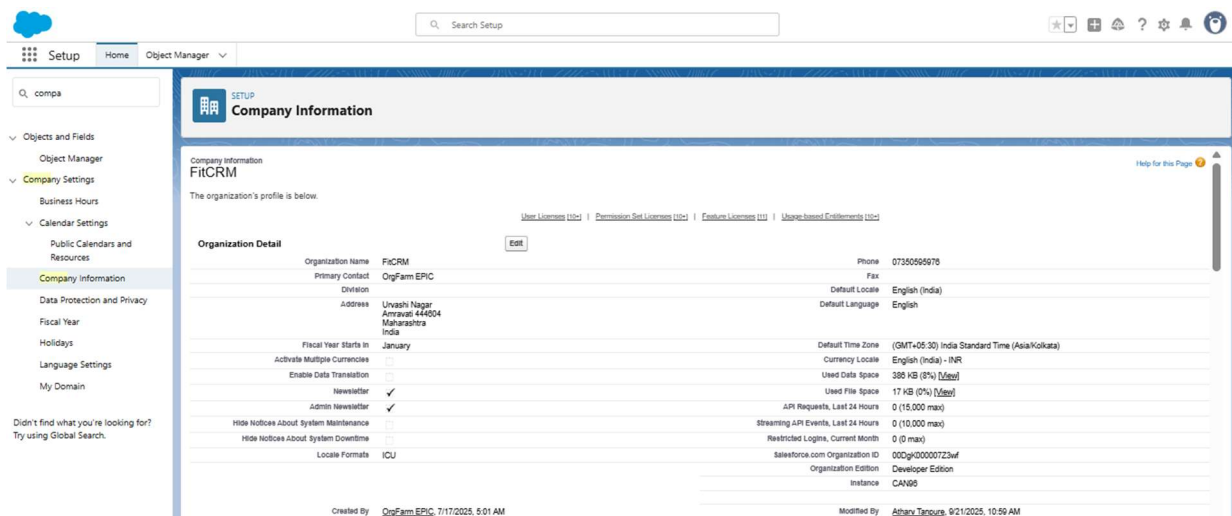 Search Setup
Setup
Home
Object Manager
compa
Objects and Fields
Object Manager
Company Settings
Business Hours
Calendar Settings
Public Calendars and
Resources
Company Information
Data Protection and Privacy
Fiscal Year
Holidays
Language Settings
My Domain
Didn't find what you're looking for?
Try using Global Search.
SETUP
Company Information
Company Information
FitCRM
Help for this Page
The organization's profile is below.
User Licenses [10+] | Permission Set Licenses [10+] | Feature Licenses [11] | Usage-based Entitlements [10+]
Organization Detail
Edit
Organization Name FitCRM
Phone 07350595976
Primary Contact OrgFarm EPIC
Fax
Division
Default Locale English (India)
Address Urvashi Nagar
Amravati 444604
Maharashtra
India
Default Language English
Fiscal Year Starts In January
Default Time Zone (GMT+05:30) India Standard Time (Asia/Kolkata)
Activate Multiple Currencies
Currency Locale English (India) - INR
Enable Data Translation
Used Data Space 386 KB (8%) [View]
Newsletter ✓
Used File Space 17 KB (0%) [View]
Admin Newsletter ✓
API Requests, Last 24 Hours 0 (15,000 max)
Hide Notices About System Maintenance
Streaming API Events, Last 24 Hours 0 (10,000 max)
Hide Notices About System Downtime
Restricted Logins, Current Month 0 (0 max)
Locale Formats ICU
Salesforce.com Organization ID 00DgK000007Z3wf
Organization Edition Developer Edition
Instance CAN96
Created By OrgFarm EPIC, 7/17/2025, 5:01 AM
Modified By Atharv Tanpure, 9/21/2025, 10:59 AM